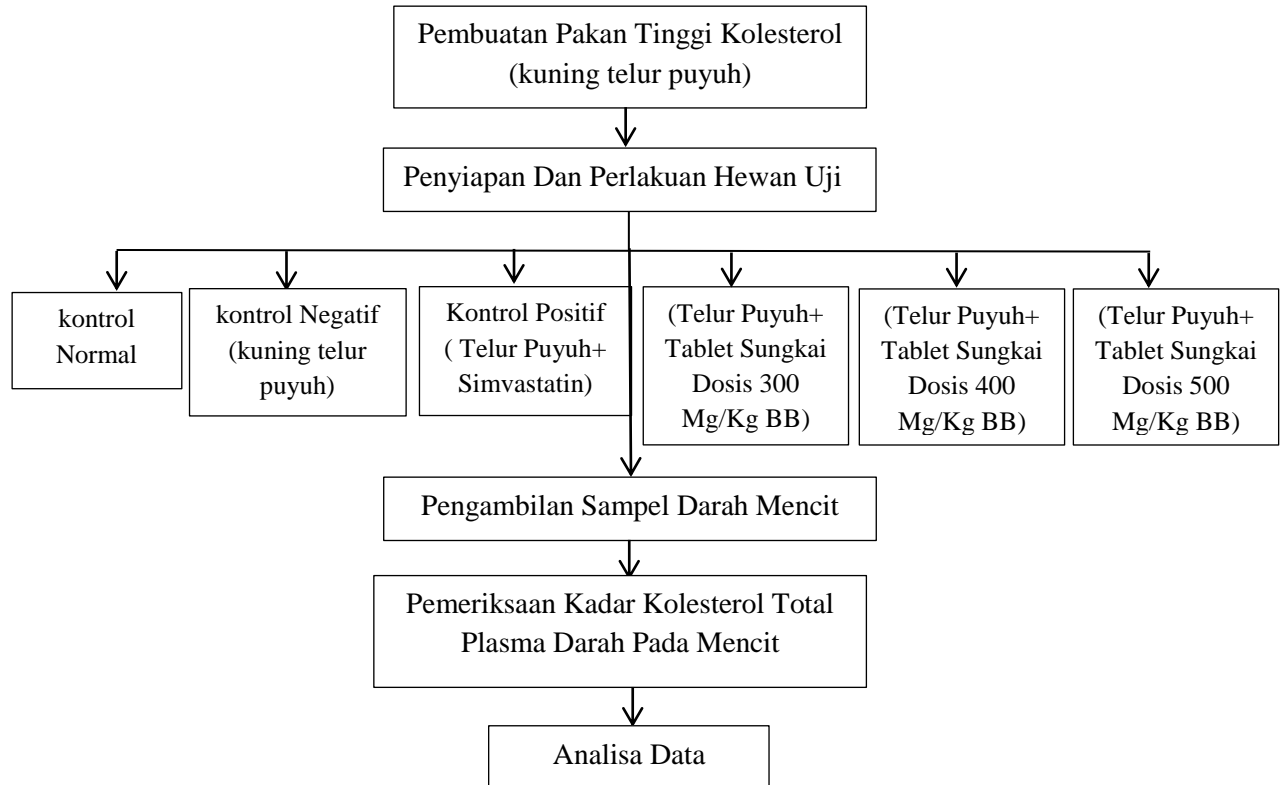 Pembuatan Pakan Tinggi Kolesterol
(kuning telur puyuh)
Penyiapan Dan Perlakuan Hewan Uji
kontrol
Normal
kontrol Negatif
(kuning telur
puyuh)
Kontrol Positif
( Telur Puyuh+
Simvastatin)
(Telur Puyuh+
Tablet Sungkai
Dosis 300
Mg/Kg BB)
(Telur Puyuh+
Tablet Sungkai
Dosis 400
Mg/Kg BB)
(Telur Puyuh+
Tablet Sungkai
Dosis 500
Mg/Kg BB)
Pengambilan Sampel Darah Mencit
Pemeriksaan Kadar Kolesterol Total
Plasma Darah Pada Mencit
Analisa Data